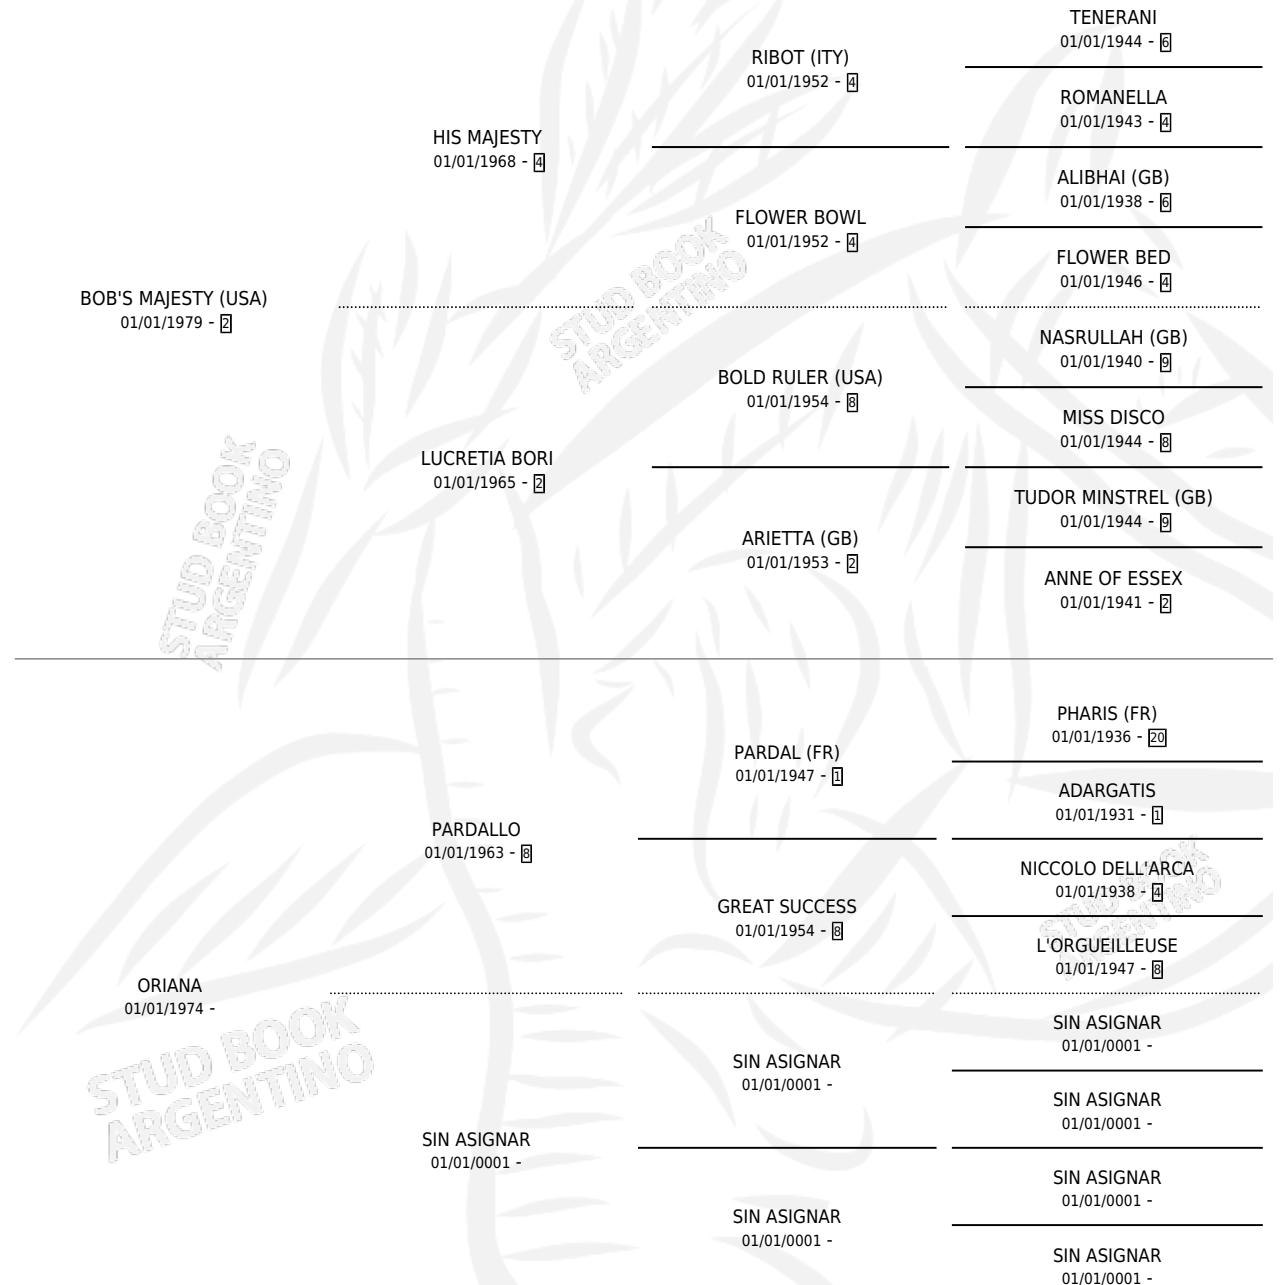 TENERANI
01/01/1944 - 6
RIBOT (ITY)
01/01/1952 - 4
ROMANELLA
01/01/1943 - 4
HIS MAJESTY
01/01/1968 - 4
ALIBHAI (GB)
01/01/1938 - 6
FLOWER BOWL
01/01/1952 - 4
FLOWER BED
01/01/1946 - 4
BOB'S MAJESTY (USA)
01/01/1979 - 2
STUD BOOK
ARGENTINO
NASRULLAH (GB)
01/01/1940 - 9
BOLD RULER (USA)
01/01/1954 - 8
MISS DISCO
01/01/1944 - 8
LUCRETIA BORI
01/01/1965 - 2
TUDOR MINSTREL (GB)
01/01/1944 - 9
ARIETTA (GB)
01/01/1953 - 2
ANNE OF ESSEX
01/01/1941 - 2
STUD BOOK
ARGENTINO
PHARIS (FR)
01/01/1936 - 20
PARDAL (FR)
01/01/1947 - 1
ADARGATIS
01/01/1931 - 1
PARDALLO
01/01/1963 - 8
NICCOLO DELL'ARCA
01/01/1938 - 4
GREAT SUCCESS
01/01/1954 - 8
L'ORGUEILLEUSE
01/01/1947 - 8
STUD BOOK
ARGENTINO
ORIANA
01/01/1974 -
SIN ASIGNAR
01/01/0001 -
SIN ASIGNAR
01/01/0001 -
SIN ASIGNAR
01/01/0001 -
STUD BOOK
ARGENTINO
SIN ASIGNAR
01/01/0001 -
SIN ASIGNAR
01/01/0001 -
SIN ASIGNAR
01/01/0001 -
SIN ASIGNAR
01/01/0001 -